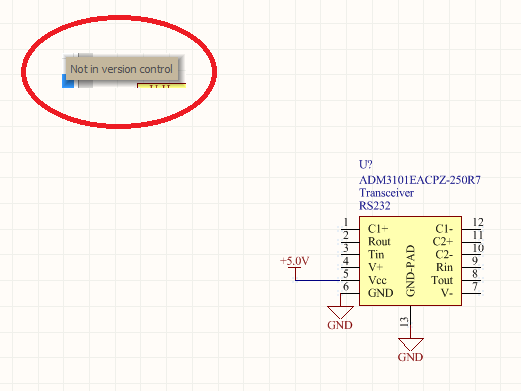 Not in version control
U?
ADM3101EACPZ-250R7
Transceiver
RS232
1 C1+ C1- 12
2 Rout C2+ 11
3 Tin C2- 10
+5.0V
4 V+ Rin 9
5 Vcc Tout 8
6 GND V- 7
GND-PAD
13
GND
GND